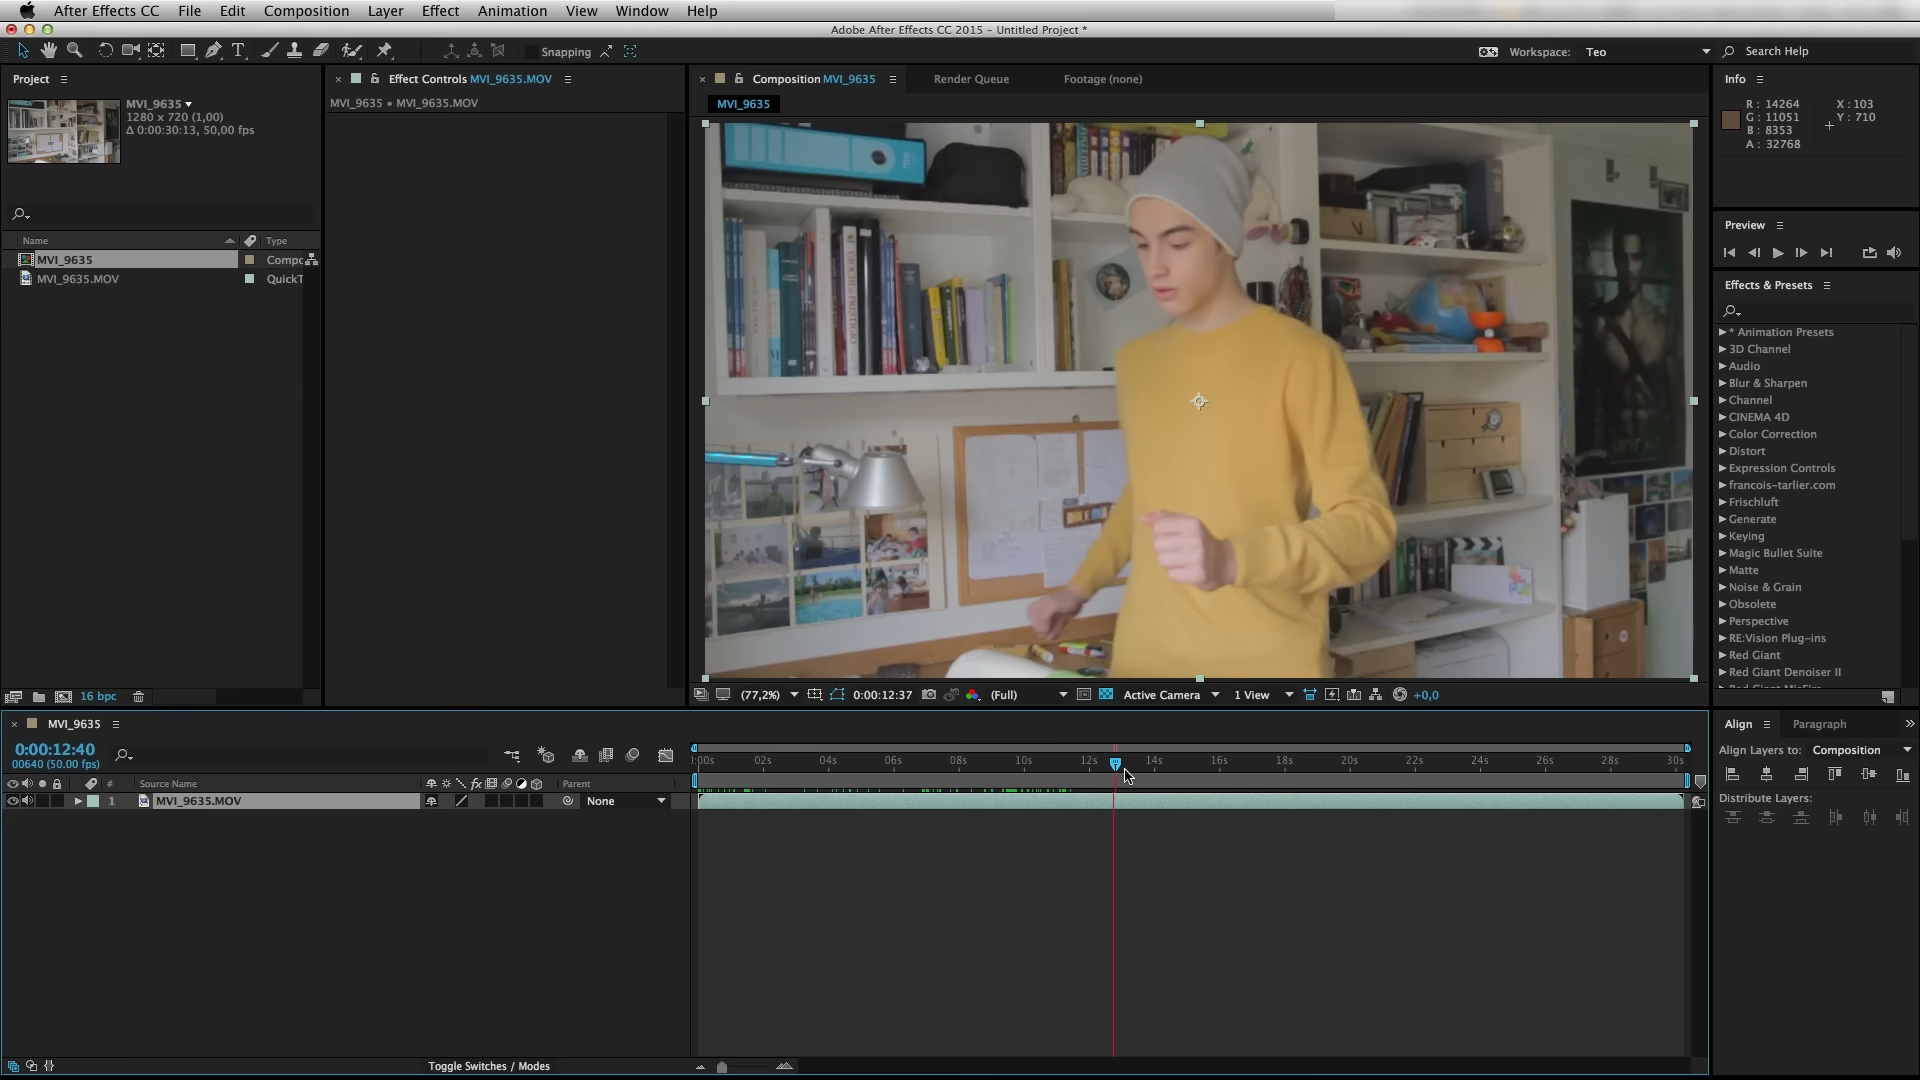 After Effects CC File Edit Composition Layer Effect Animation View Window Help
Adobe After Effects CC 2015 - Untitled Project *
Snapping
Workspace: Teo
Search Help
Project
MVI_9635
1280 x 720 (1,00)
Δ 0:00:30:13, 50,00 fps
Name Type
MVI_9635 Compc
MVI_9635.MOV QuickT
16 bpc
Effect Controls MVI_9635.MOV
MVI_9635 • MVI_9635.MOV
Composition MVI_9635 Render Queue Footage (none)
MVI_9635
(77,2%) 0:00:12:37 (Full) Active Camera 1 View +0,0
Info
R : 14264 X : 103
G : 11051 Y : 710
B : 8353
A : 32768
Preview
Effects & Presets
* Animation Presets
3D Channel
Audio
Blur & Sharpen
Channel
CINEMA 4D
Color Correction
Distort
Expression Controls
francois-tarlier.com
Frischluft
Generate
Keying
Magic Bullet Suite
Matte
Noise & Grain
Obsolete
Perspective
RE:Vision Plug-ins
Red Giant
Red Giant Denoiser II
MVI_9635
0:00:12:40
00640 (50.00 fps)
# Source Name Parent
1 MVI_9635.MOV None
:00s 02s 04s 06s 08s 10s 12s 14s 16s 18s 20s 22s 24s 26s 28s 30s
Toggle Switches / Modes
Align Paragraph
Align Layers to: Composition
Distribute Layers: